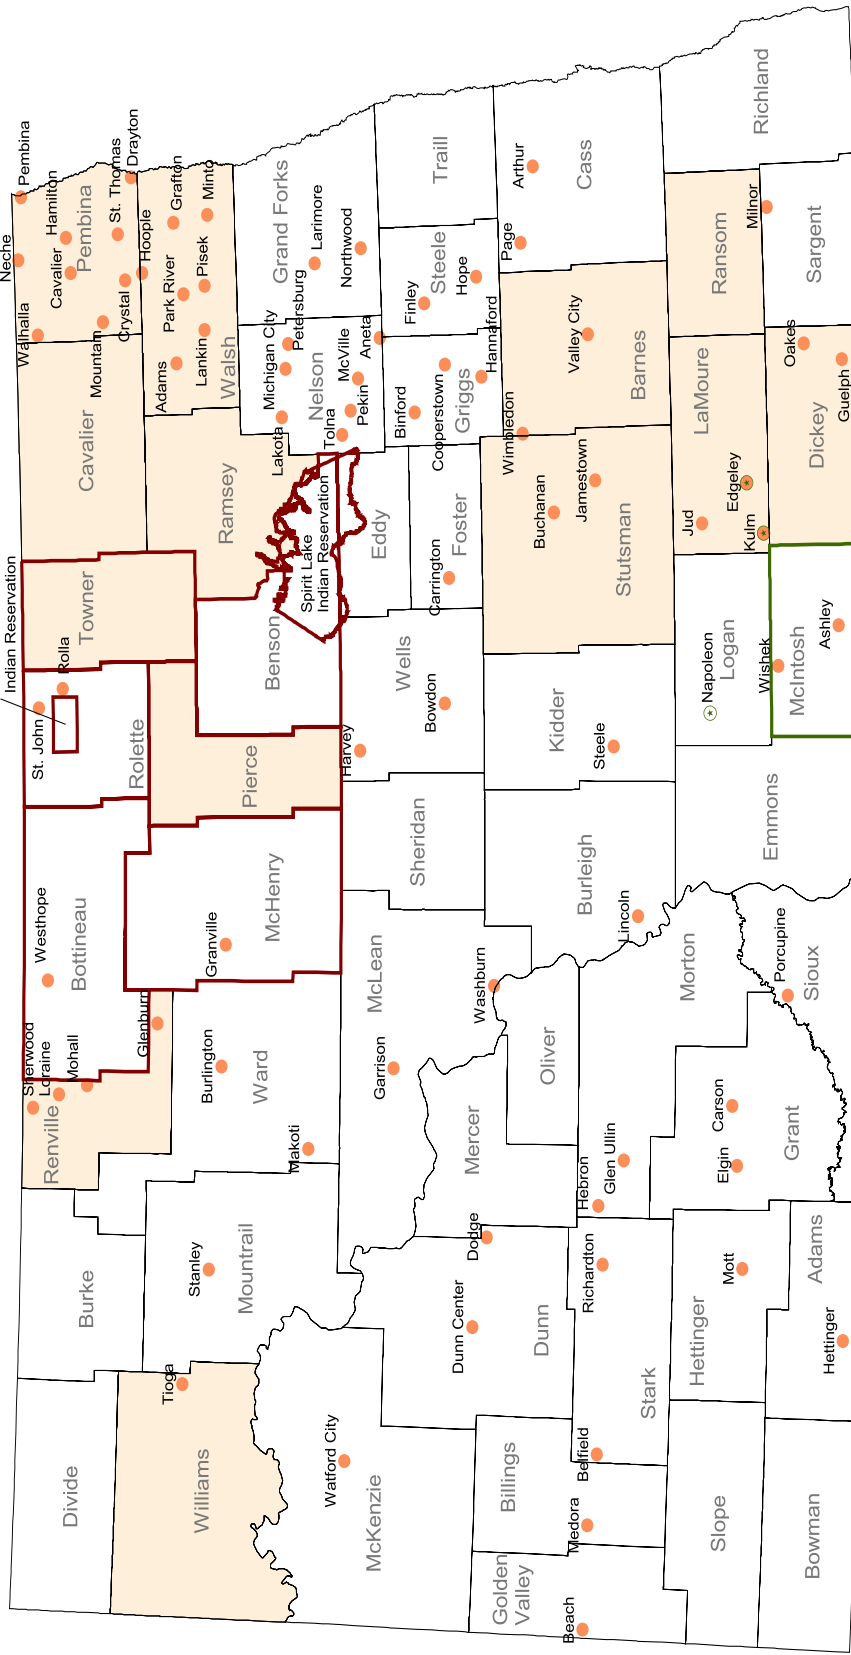 Divide
Burke
Renville
Sherwood
Loraine
Mohall
Bottineau
Westhope
Indian Reservation
St. John
Rolla
Rolette
Towner
Cavalier
Pembina
Neche
Pembina
Walhalla
Cavalier
Hamilton
Mountain
Crystal
St. Thomas
Drayton
Hoople
Williams
Tioga
Mountrail
Stanley
Ward
Burlington
Makoti
Glenburn
McHenry
Granville
Pierce
Benson
Ramsey
Spirit Lake
Indian Reservation
Walsh
Adams
Lankin
Park River
Pisek
Grafton
Minto
Grand Forks
Larimore
Northwood
Nelson
Lakota
Michigan City
Petersburg
Tolna
Pekin
McVille
Aneta
McKenzie
Watford City
Dunn
Dunn Center
Dodge
Mercer
McLean
Garrison
Washburn
Sheridan
Wells
Harvey
Bowdon
Eddy
Foster
Carrington
Griggs
Binford
Cooperstown
Hannaford
Steele
Finley
Hope
Traill
Golden
Valley
Beach
Billings
Medora
Stark
Belfield
Richardton
Oliver
Morton
Hebron
Glen Ullin
Burleigh
Lincoln
Kidder
Steele
Stutsman
Buchanan
Jamestown
Wimbledon
Barnes
Valley City
Cass
Page
Arthur
Slope
Bowman
Hettinger
Mott
Adams
Hettinger
Grant
Elgin
Carson
Sioux
Porcupine
Emmons
Logan
Napoleon
McIntosh
Wishek
Ashley
LaMoure
Jud
Edgeley
Kulm
Dickey
Oakes
Guelph
Ransom
Sargent
Milnor
Richland